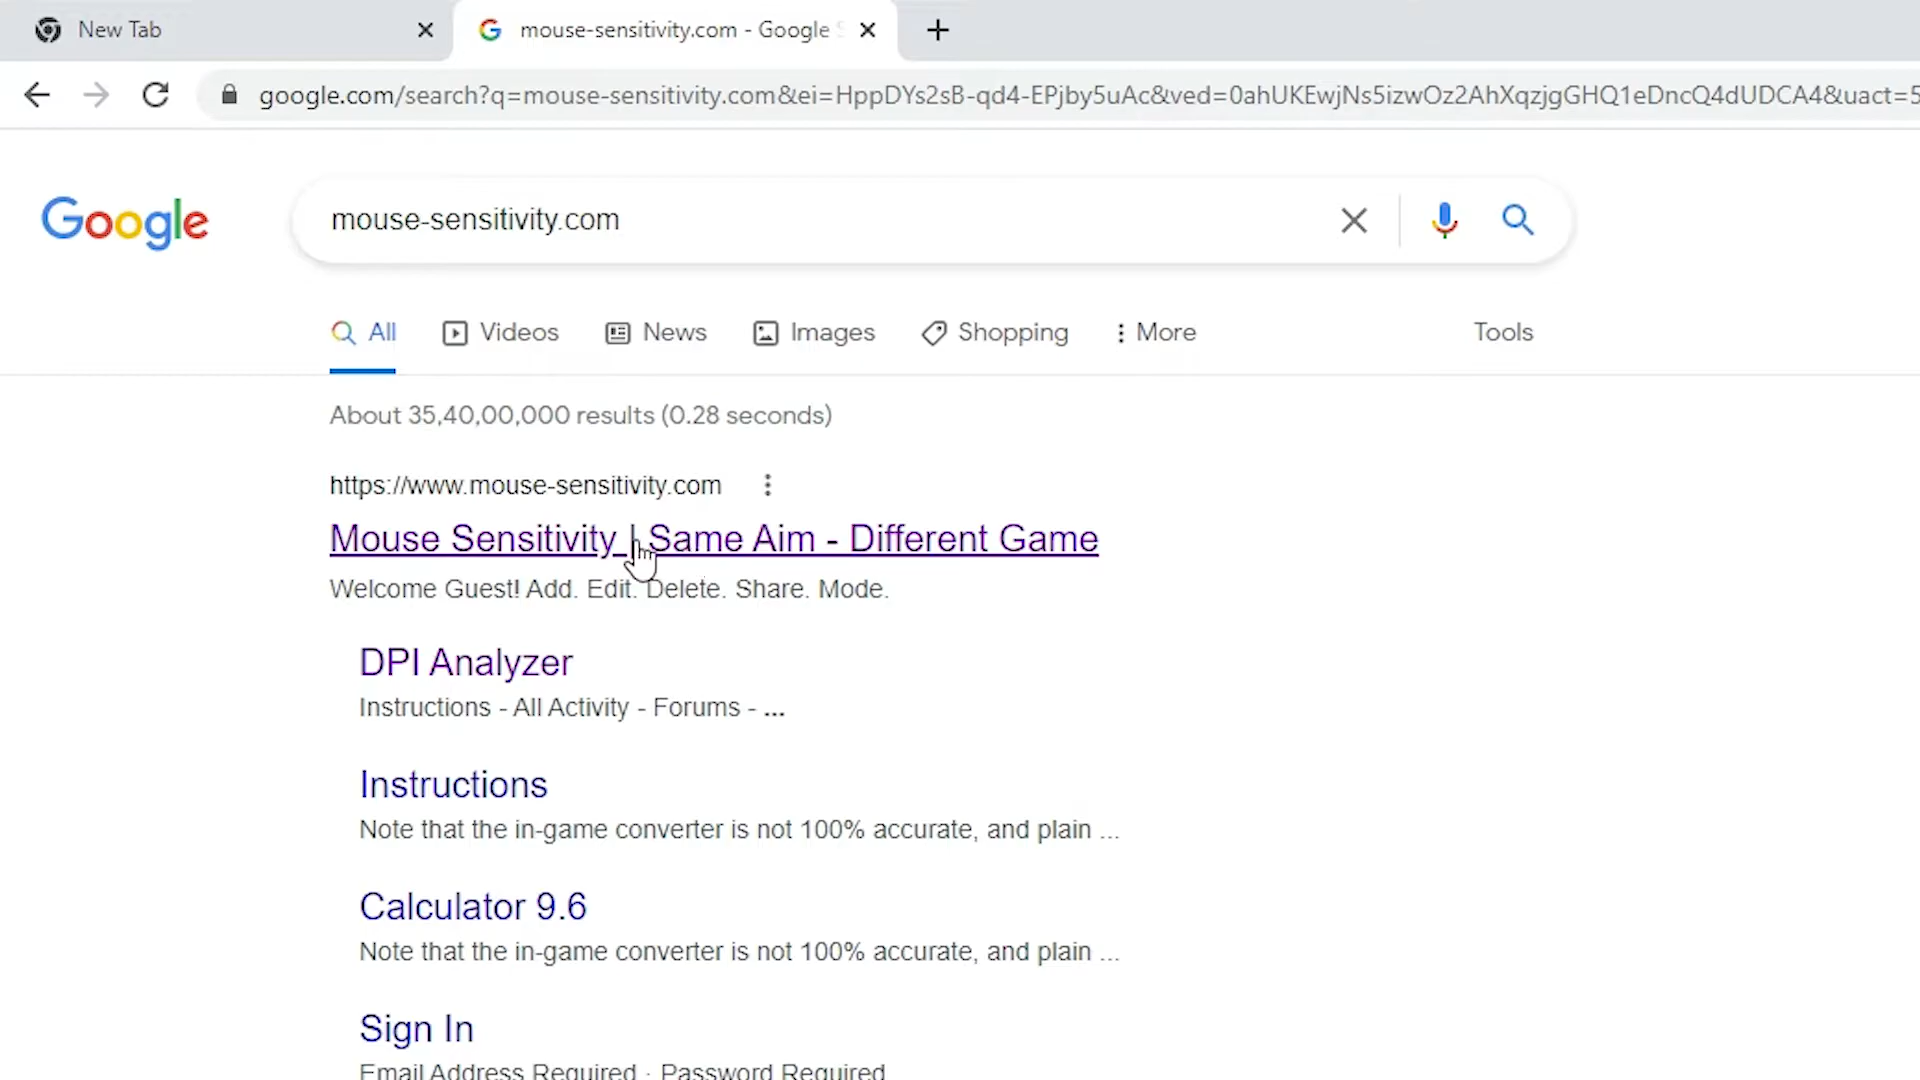 New Tab
mouse-sensitivity.com - Google
google.com/search?q=mouse-sensitivity.com&ei=HppDYs2sB-qd4-EPjby5uAc&ved=0ahUKEwjNs5izwOz2AhXqzjgGHQ1eDncQ4dUDCA4&uact=5
Google
mouse-sensitivity.com
All
Videos
News
Images
Shopping
More
Tools
About 35,40,00,000 results (0.28 seconds)
https://www.mouse-sensitivity.com
Mouse Sensitivity | Same Aim - Different Game
Welcome Guest! Add. Edit. Delete. Share. Mode.
DPI Analyzer
Instructions - All Activity - Forums - ...
Instructions
Note that the in-game converter is not 100% accurate, and plain ...
Calculator 9.6
Note that the in-game converter is not 100% accurate, and plain ...
Sign In
Email Address Required · Password Required